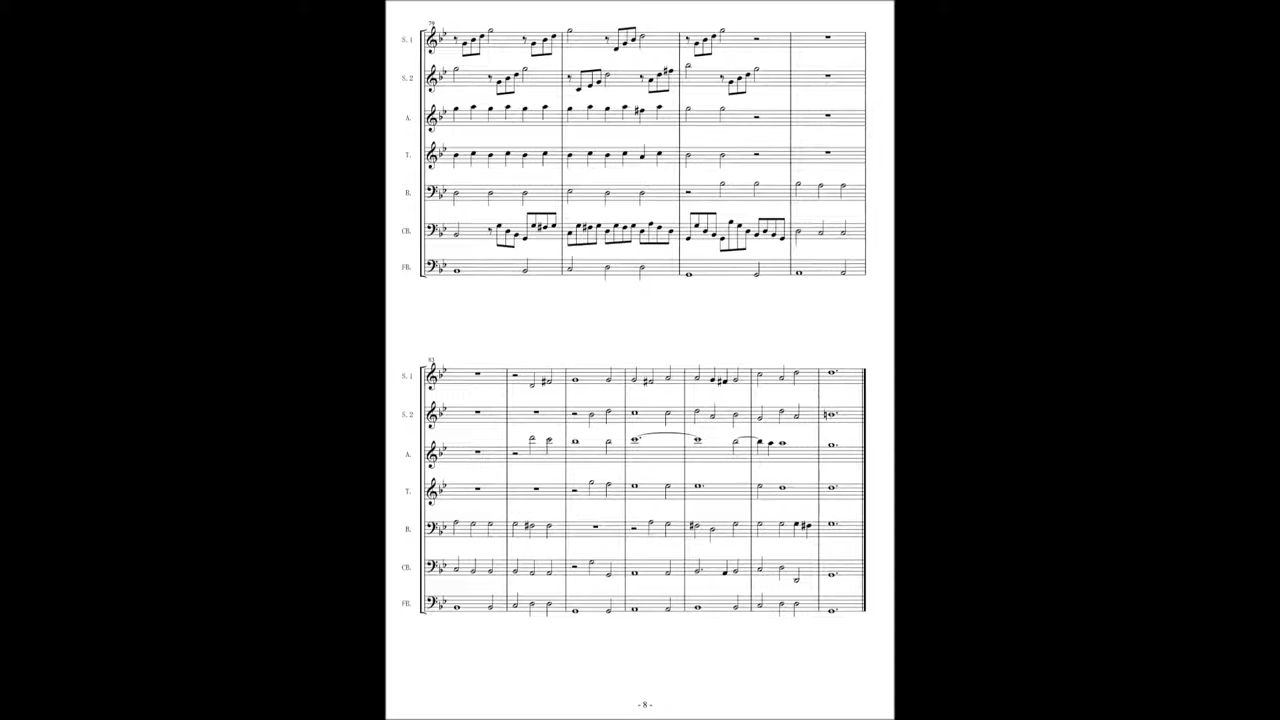 79
S. 1
S. 2
A.
T.
B.
CB.
FB.
83
S. 1
S. 2
A.
T.
B.
CB.
FB.
- 8 -